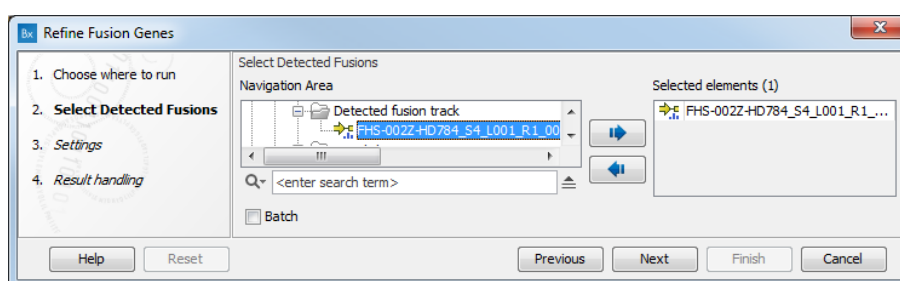 Bx Refine Fusion Genes
1. Choose where to run
2. Select Detected Fusions
3. Settings
4. Result handling
Select Detected Fusions
Navigation Area
Detected fusion track
FHS-002Z-HD784_S4_L001_R1_00
<enter search term>
Batch
Selected elements (1)
FHS-002Z-HD784_S4_L001_R1_...
Help
Reset
Previous
Next
Finish
Cancel